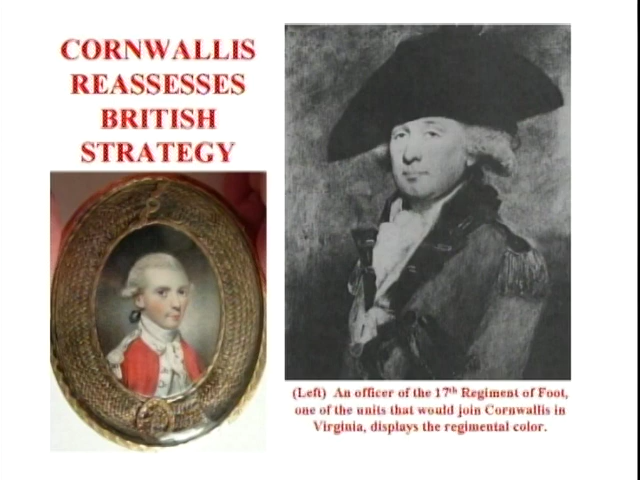 CORNWALLIS
REASSESSES
BRITISH
STRATEGY
(Left) An officer of the 17th Regiment of Foot,
one of the units that would join Cornwallis in
Virginia, displays the regimental color.